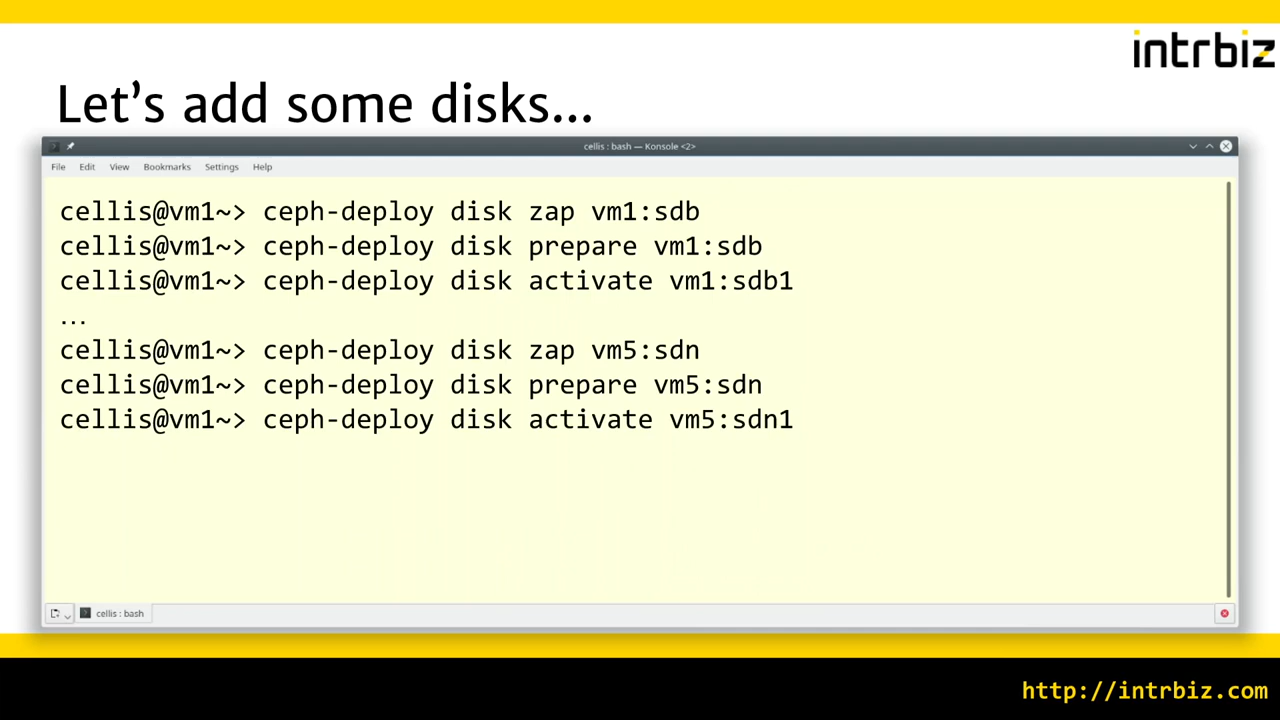 intrbiz
Let’s add some disks...
cellis : bash — Konsole <2>
File Edit View Bookmarks Settings Help
cellis@vm1~> ceph-deploy disk zap vm1:sdb
cellis@vm1~> ceph-deploy disk prepare vm1:sdb
cellis@vm1~> ceph-deploy disk activate vm1:sdb1
...
cellis@vm1~> ceph-deploy disk zap vm5:sdn
cellis@vm1~> ceph-deploy disk prepare vm5:sdn
cellis@vm1~> ceph-deploy disk activate vm5:sdn1
cellis : bash
http://intrbiz.com